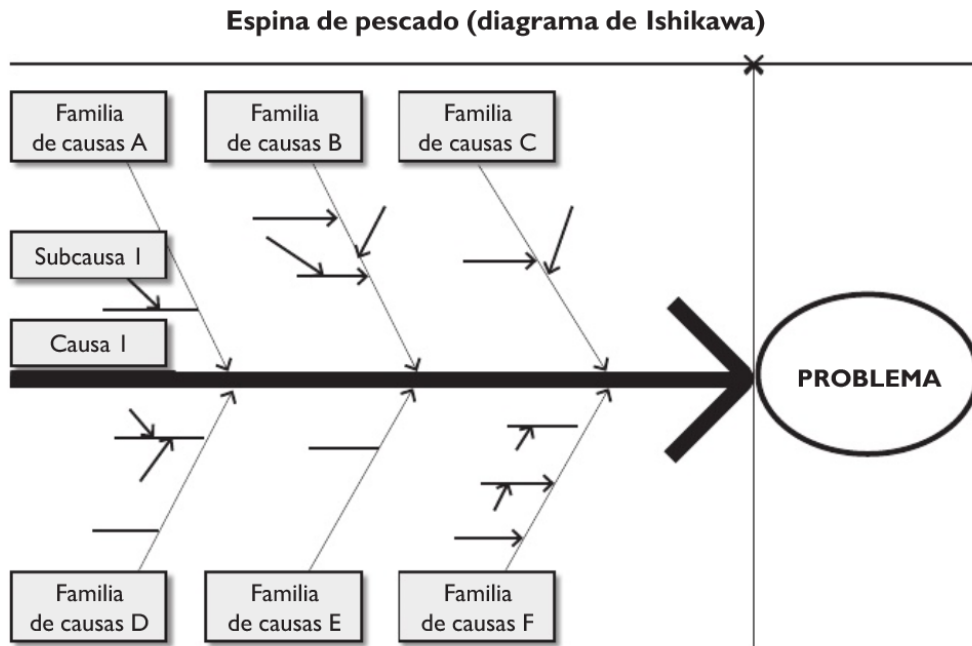 Espina de pescado (diagrama de Ishikawa)
Familia
de causas A
Familia
de causas B
Familia
de causas C
Subcausa 1
Causa 1
PROBLEMA
Familia
de causas D
Familia
de causas E
Familia
de causas F